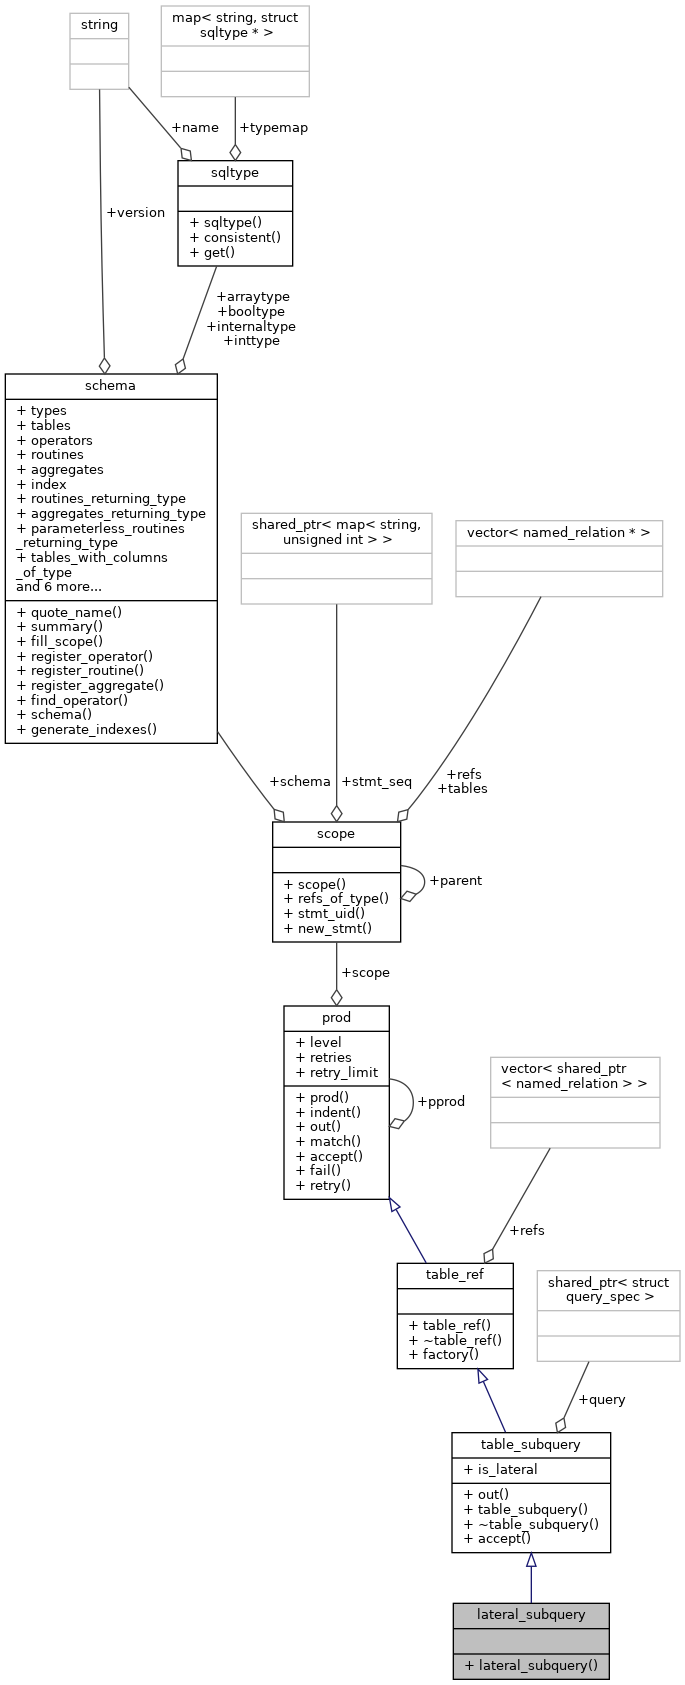 string
map< string, struct
sqltype * >
+name
+typemap
sqltype
+ sqltype()
+ consistent()
+ get()
+version
+arraytype
+booltype
+internaltype
+inttype
schema
+ types
+ tables
+ operators
+ routines
+ aggregates
+ index
+ routines_returning_type
+ aggregates_returning_type
+ parameterless_routines
_returning_type
+ tables_with_columns
_of_type
and 6 more...
+ quote_name()
+ summary()
+ fill_scope()
+ register_operator()
+ register_routine()
+ register_aggregate()
+ find_operator()
+ schema()
+ generate_indexes()
shared_ptr< map< string,
unsigned int > >
vector< named_relation * >
+schema
+stmt_seq
+refs
+tables
scope
+ scope()
+ refs_of_type()
+ stmt_uid()
+ new_stmt()
+parent
+scope
prod
+ level
+ retries
+ retry_limit
+ prod()
+ indent()
+ out()
+ match()
+ accept()
+ fail()
+ retry()
+pprod
vector< shared_ptr
< named_relation > >
+refs
table_ref
+ table_ref()
+ ~table_ref()
+ factory()
shared_ptr< struct
query_spec >
+query
table_subquery
+ is_lateral
+ out()
+ table_subquery()
+ ~table_subquery()
+ accept()
lateral_subquery
+ lateral_subquery()